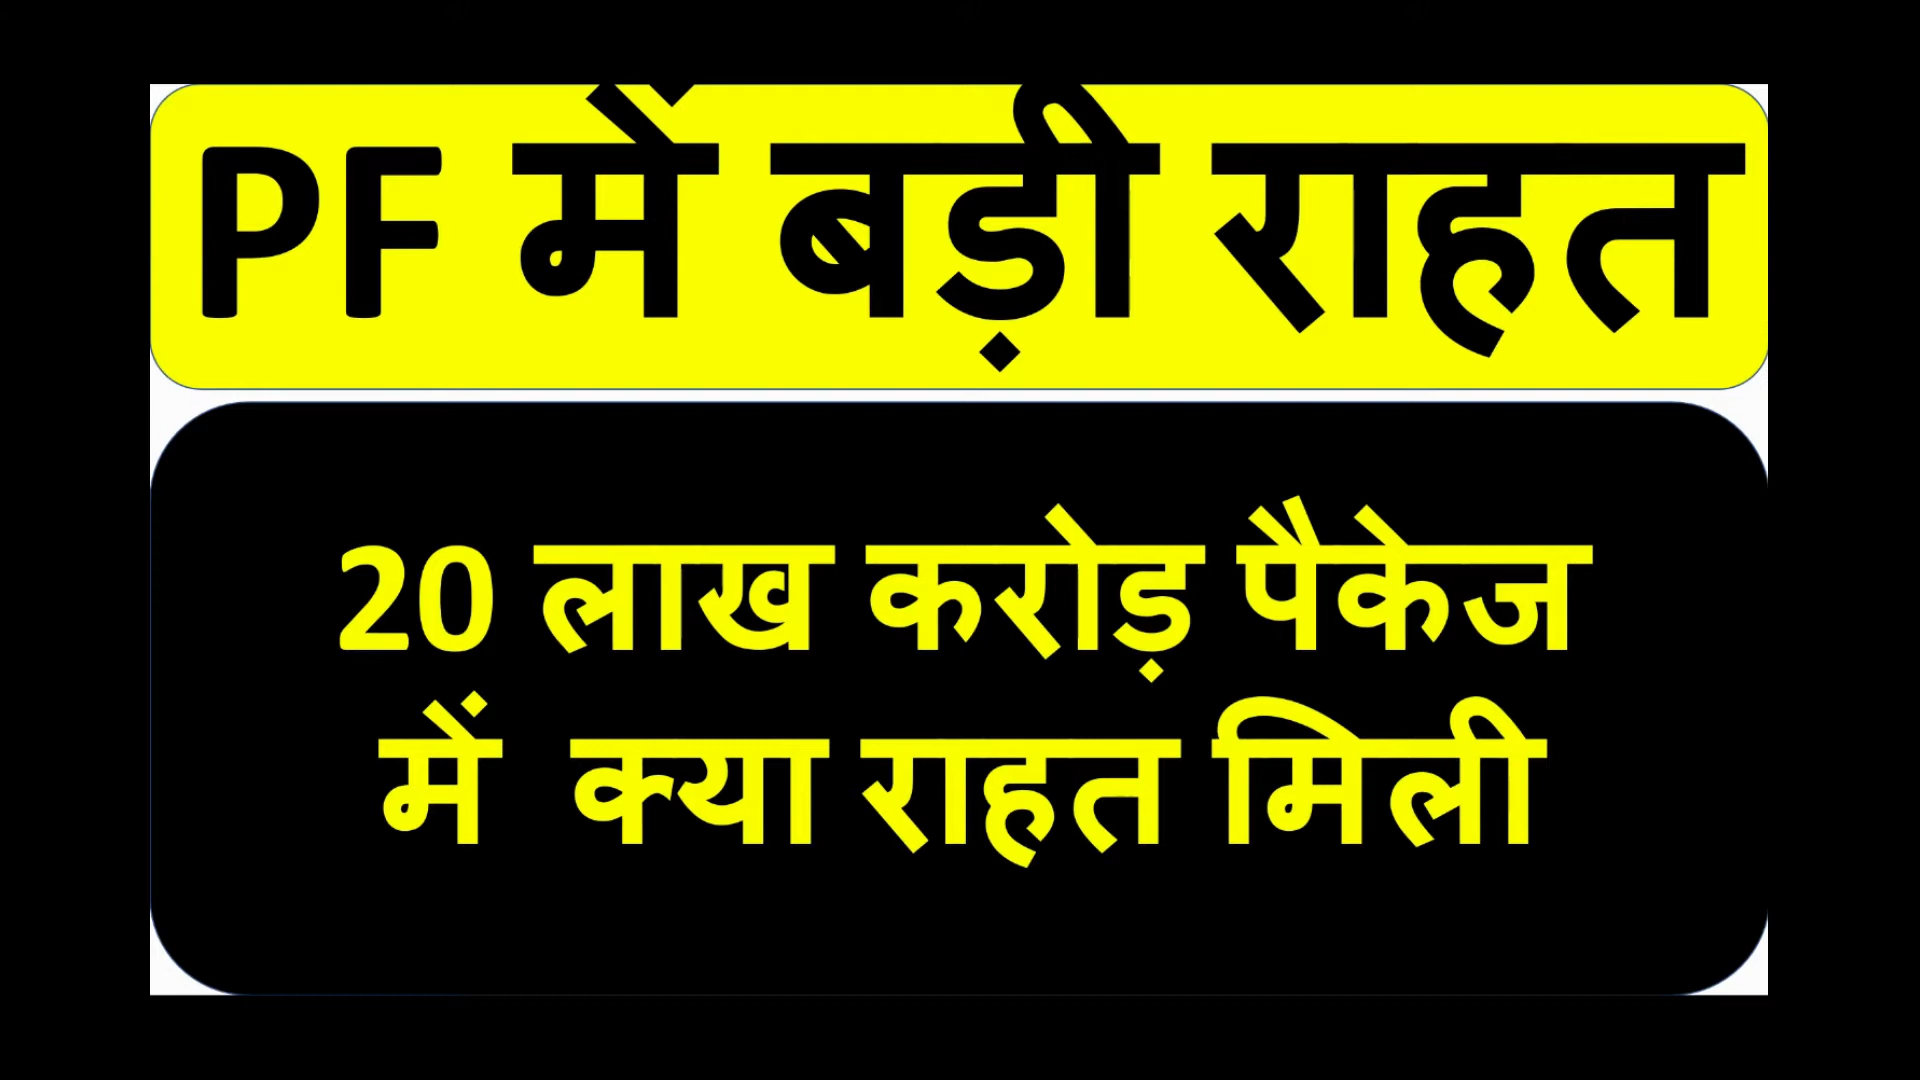 PF में बड़ी राहत
20 लाख करोड़ पैकेज
में क्या राहत मिली